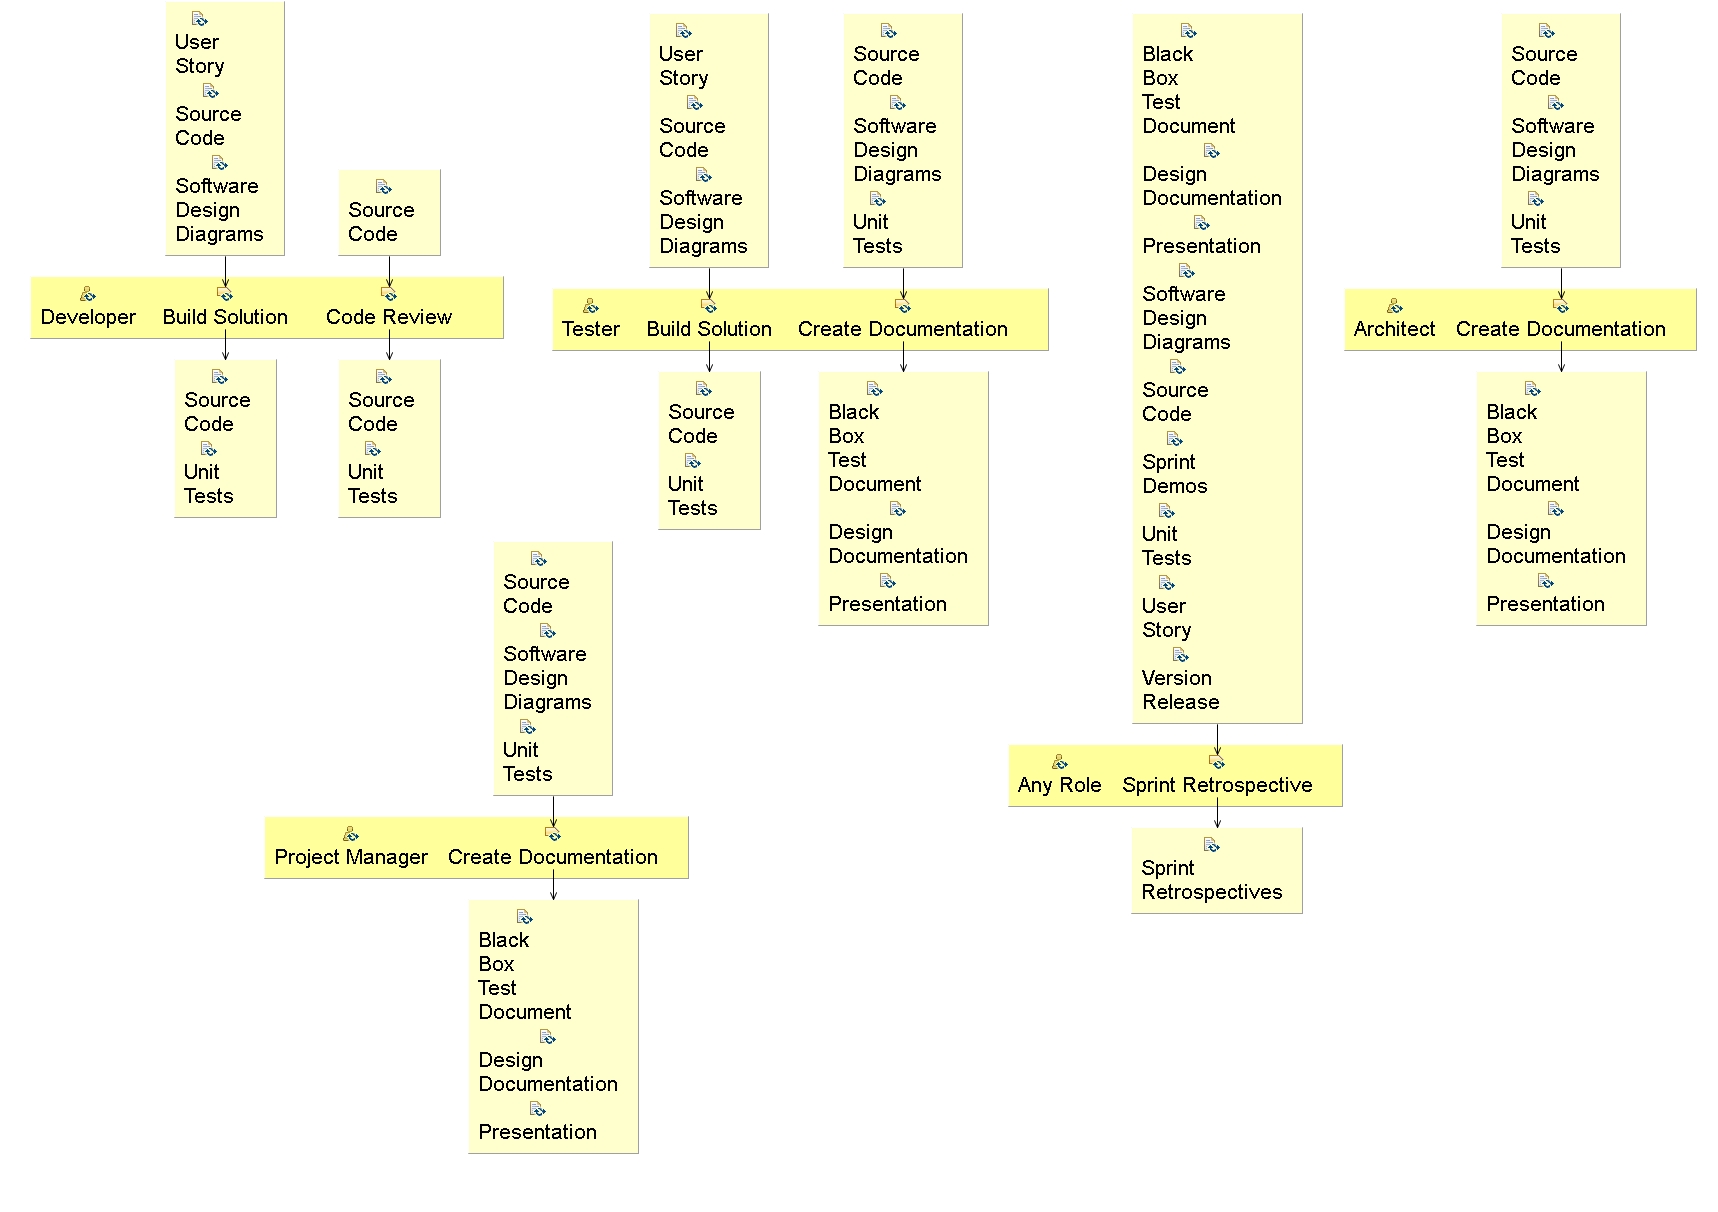 User
Story
Source
Code
Software
Design
Diagrams
Source
Code
Developer Build Solution Code Review
Source
Code
Unit
Tests
Source
Code
Unit
Tests
User
Story
Source
Code
Software
Design
Diagrams
Source
Code
Software
Design
Diagrams
Unit
Tests
Tester Build Solution Create Documentation
Source
Code
Unit
Tests
Black
Box
Test
Document
Design
Documentation
Presentation
Black
Box
Test
Document
Design
Documentation
Presentation
Software
Design
Diagrams
Source
Code
Sprint
Demos
Unit
Tests
User
Story
Version
Release
Any Role Sprint Retrospective
Sprint
Retrospectives
Source
Code
Software
Design
Diagrams
Unit
Tests
Architect Create Documentation
Black
Box
Test
Document
Design
Documentation
Presentation
Source
Code
Software
Design
Diagrams
Unit
Tests
Project Manager Create Documentation
Black
Box
Test
Document
Design
Documentation
Presentation